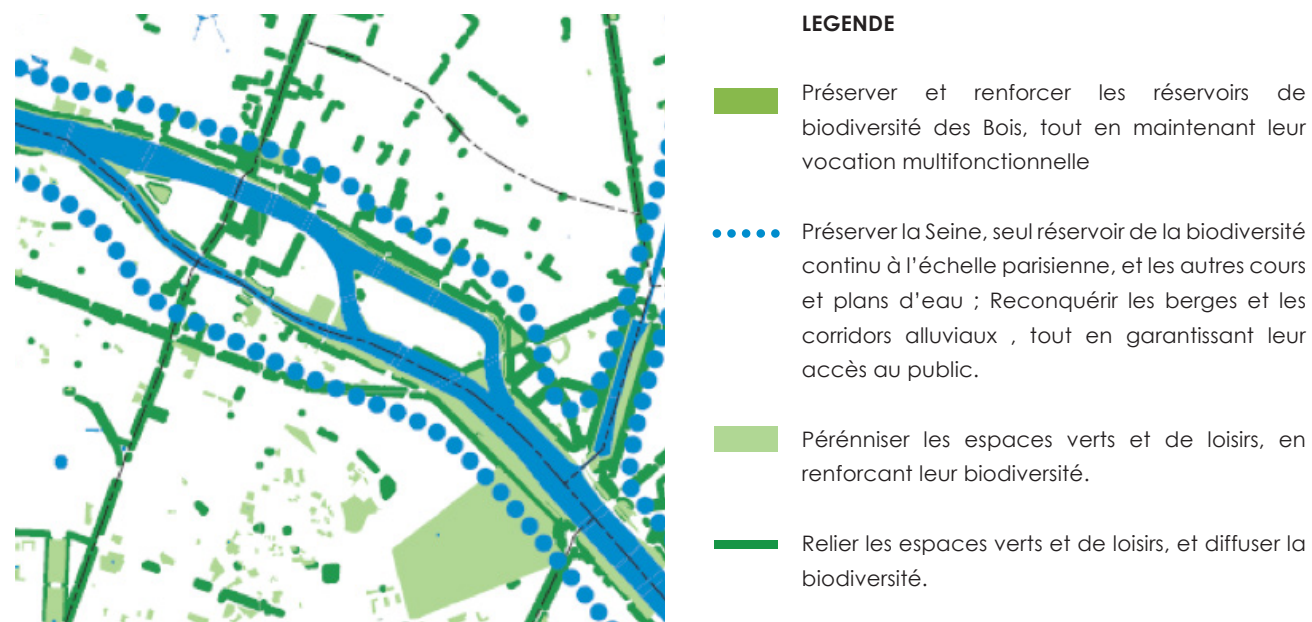 LEGENDE
Préserver et renforcer les réservoirs de
biodiversité des Bois, tout en maintenant leur
vocation multifonctionnelle
Préserver la Seine, seul réservoir de la biodiversité
continu à l'échelle parisienne, et les autres cours
et plans d'eau ; Reconquérir les berges et les
corridors alluviaux , tout en garantissant leur
accès au public.
Pérénniser les espaces verts et de loisirs, en
renforcant leur biodiversité.
Relier les espaces verts et de loisirs, et diffuser la
biodiversité.